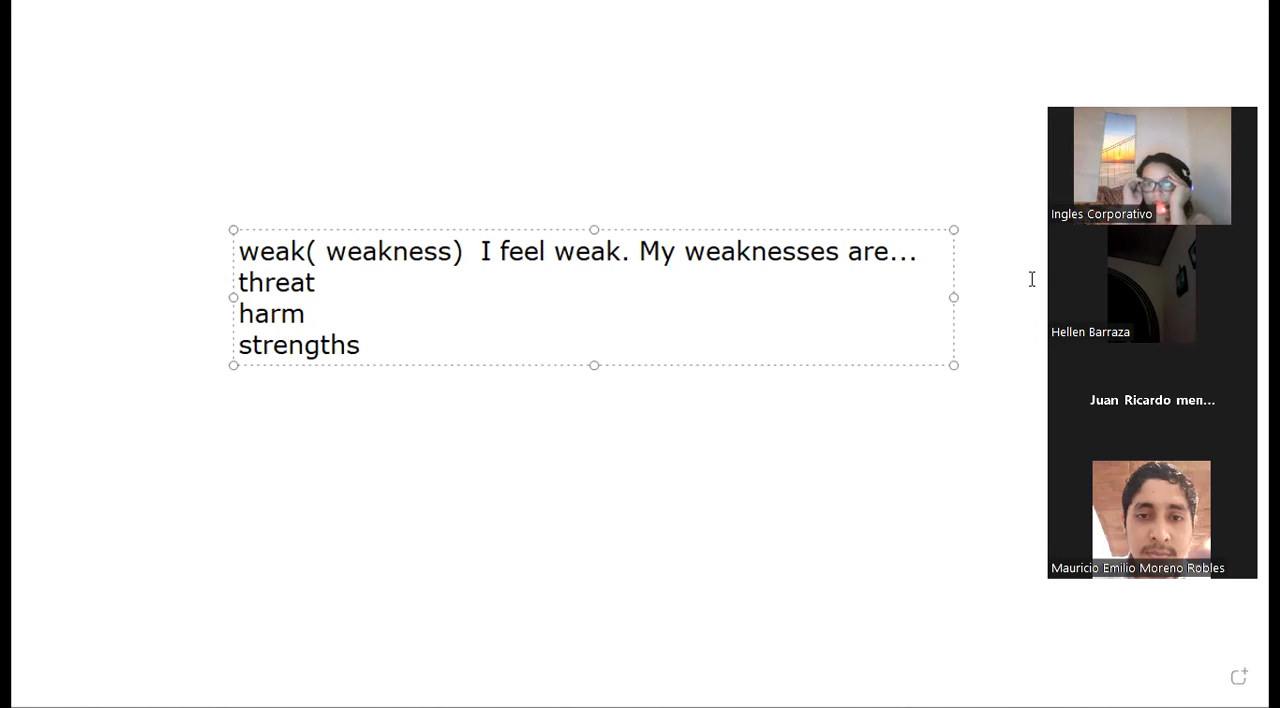 weak( weakness)  I feel weak. My weaknesses are...
threat
harm
strengths
Ingles Corporativo
Hellen Barraza
Juan Ricardo men...
Mauricio Emilio Moreno Robles